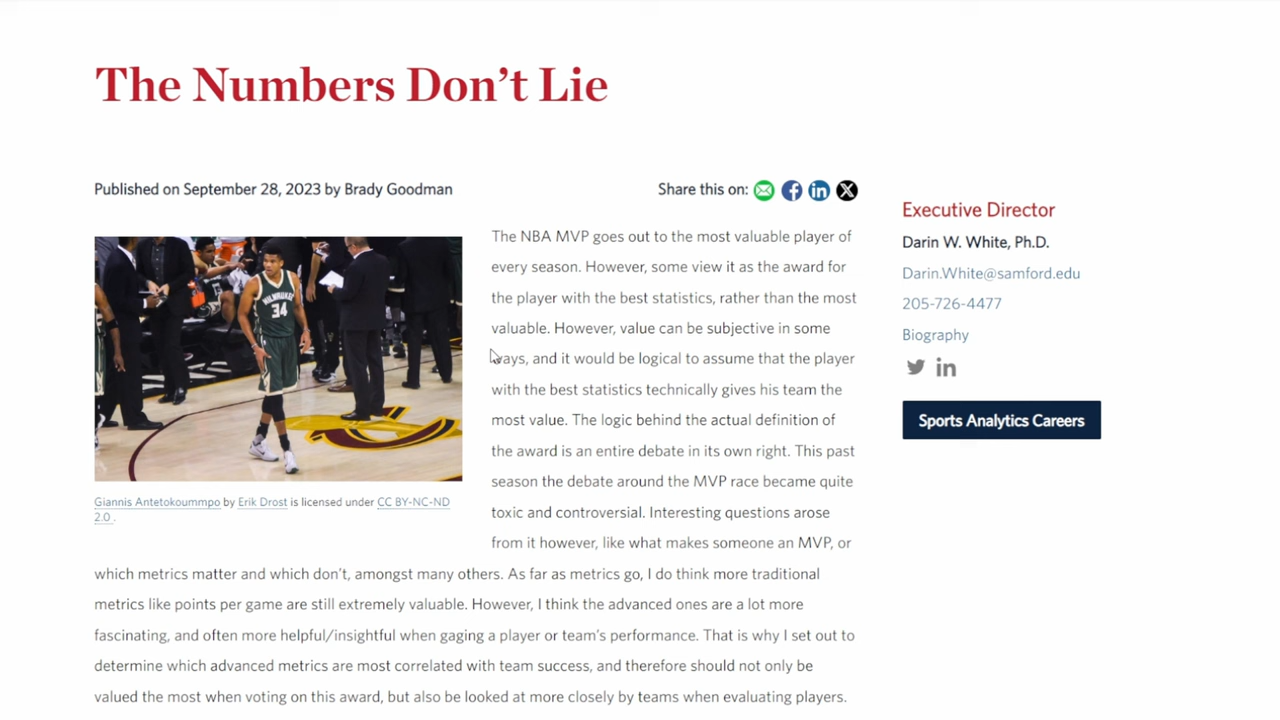 The Numbers Don't Lie
Published on September 28, 2023 by Brady Goodman
Share this on:
The NBA MVP goes out to the most valuable player of
every season. However, some view it as the award for
the player with the best statistics, rather than the most
valuable. However, value can be subjective in some
ways, and it would be logical to assume that the player
with the best statistics technically gives his team the
most value. The logic behind the actual definition of
the award is an entire debate in its own right. This past
season the debate around the MVP race became quite
toxic and controversial. Interesting questions arose
from it however, like what makes someone an MVP, or
which metrics matter and which don't, amongst many others. As far as metrics go, I do think more traditional
metrics like points per game are still extremely valuable. However, I think the advanced ones are a lot more
fascinating, and often more helpful/insightful when gaging a player or team's performance. That is why I set out to
determine which advanced metrics are most correlated with team success, and therefore should not only be
valued the most when voting on this award, but also be looked at more closely by teams when evaluating players.
MILWAUKEE
34
Giannis Antetokoummpo by Erik Drost is licensed under CC BY-NC-ND
2.0 .
Executive Director
Darin W. White, Ph.D.
Darin.White@samford.edu
205-726-4477
Biography
Sports Analytics Careers